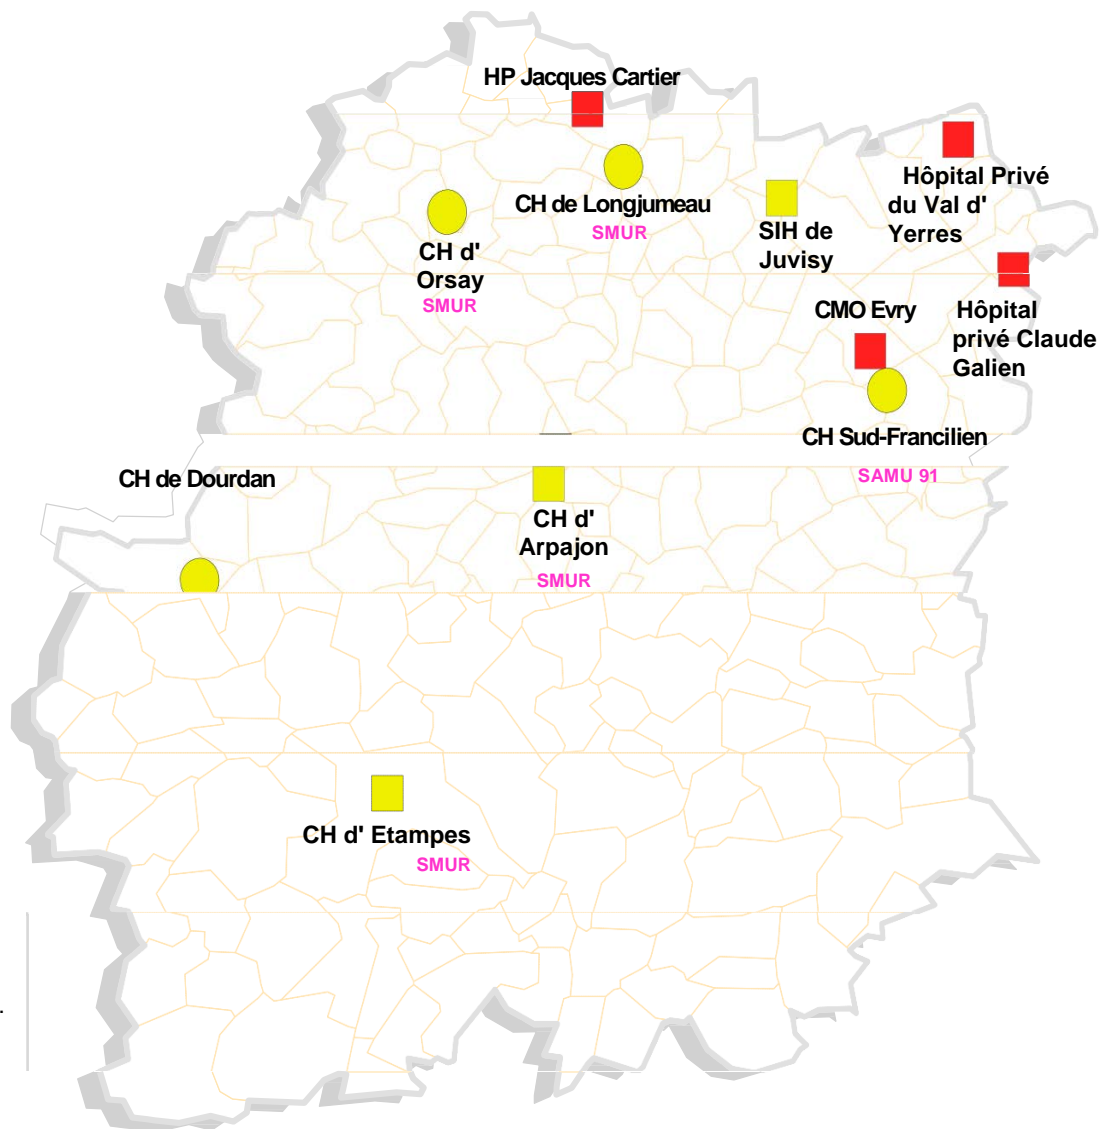 HP Jacques Cartier
Hôpital Privé
du Val d'
Yerres
CH de Longjumeau
SMUR
SIH de
Juvisy
CH d'
Orsay
SMUR
CMO Evry
Hôpital
privé Claude
Galien
CH Sud-Francilien
SAMU 91
CH de Dourdan
CH d'
Arpajon
SMUR
CH d' Etampes
SMUR
.